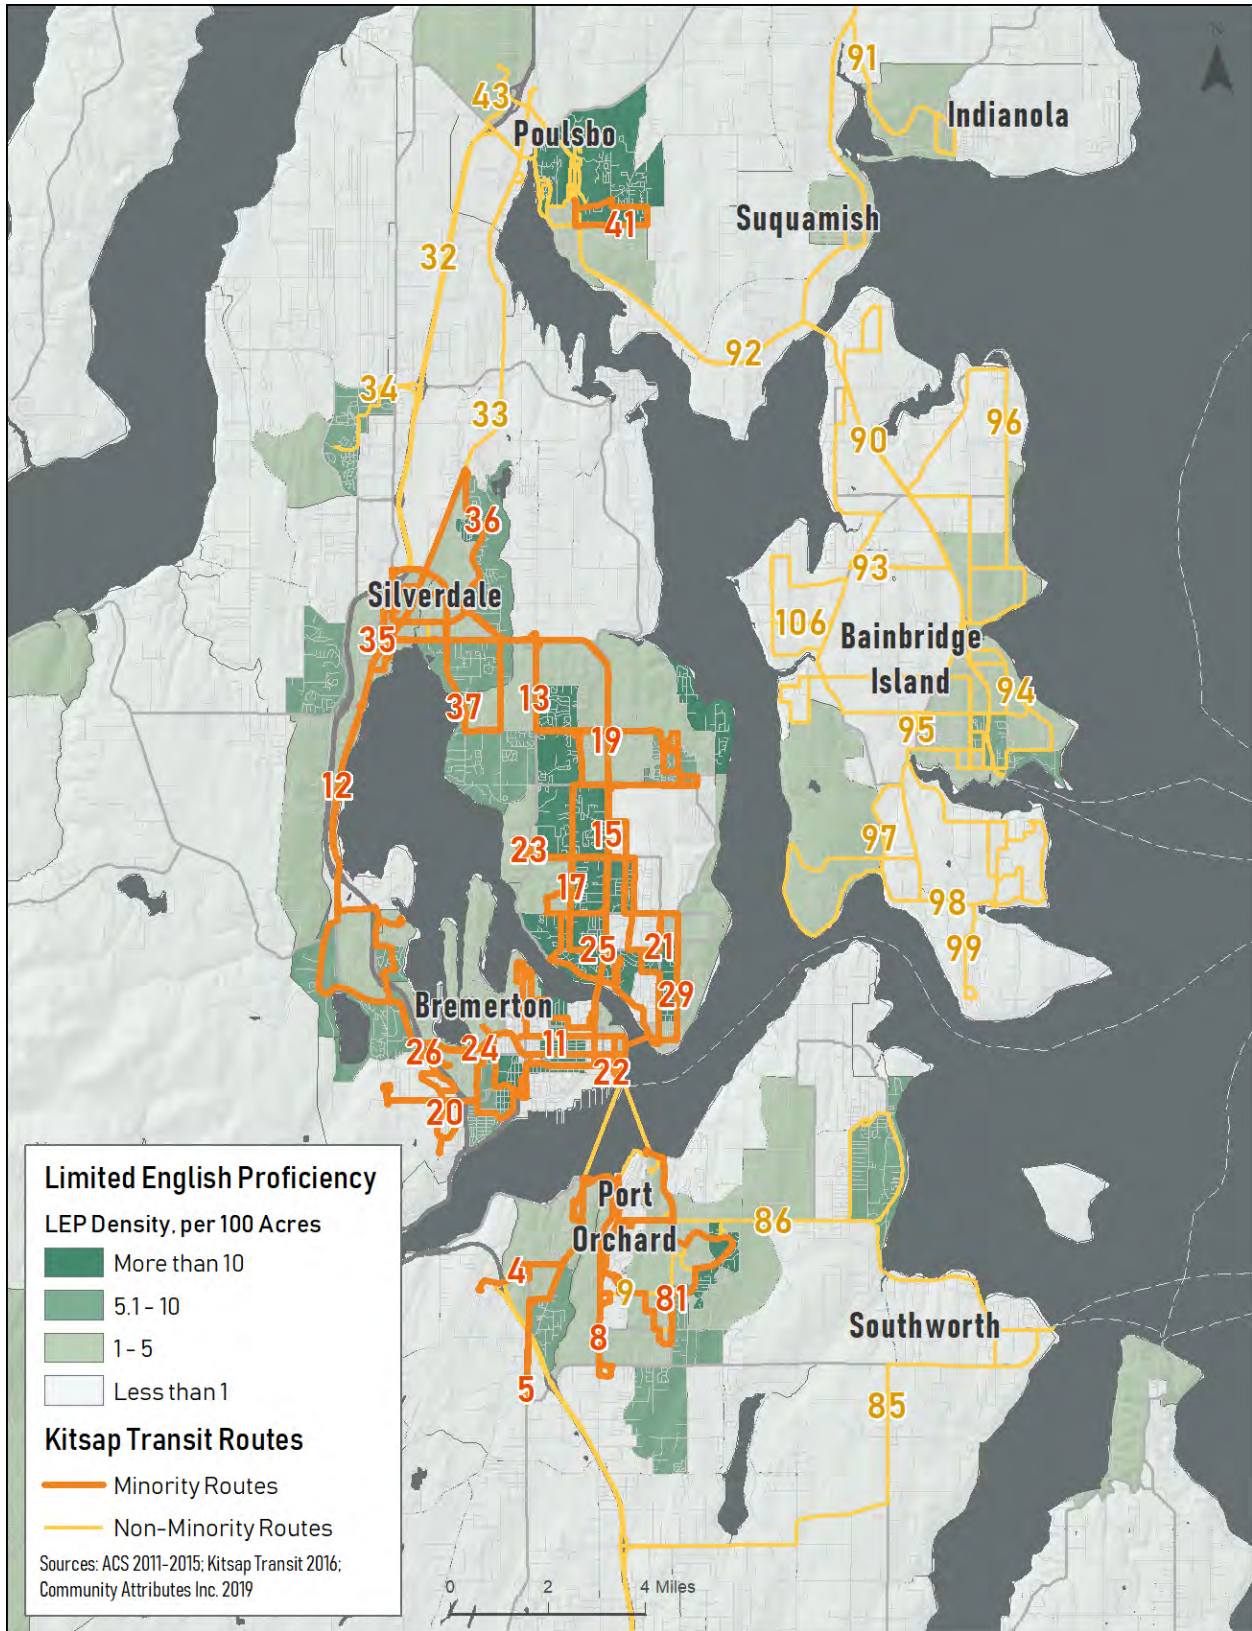 N
91
Indianola
43
Poulsbo
Suquamish
41
32
92
34
33
96
90
36
Silverdale
93
106
35
Bainbridge
Island
94
37
13
95
19
12
15
23
97
17
98
25
21
99
29
Bremerton
11
26
24
22
20
Port
Orchard
86
4
9
81
8
Southworth
5
85
Limited English Proficiency
LEP Density, per 100 Acres
More than 10
5.1 - 10
1 - 5
Less than 1
Kitsap Transit Routes
Minority Routes
Non-Minority Routes
Sources: ACS 2011-2015; Kitsap Transit 2016;
Community Attributes Inc. 2019
0 2 4 Miles